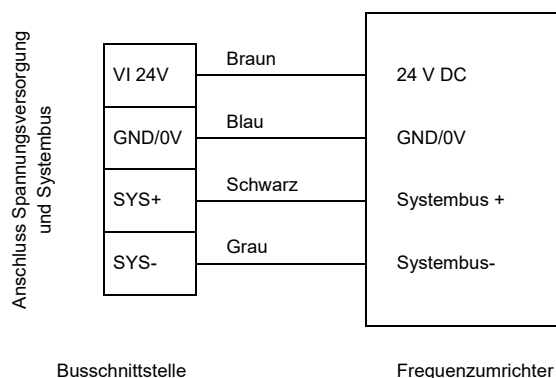 Anschluss Spannungsversorgung
und Systembus
VI 24V
Braun
24 V DC
GND/0V
Blau
GND/0V
SYS+
Schwarz
Systembus +
SYS-
Grau
Systembus-
Busschnittstelle
Frequenzumrichter